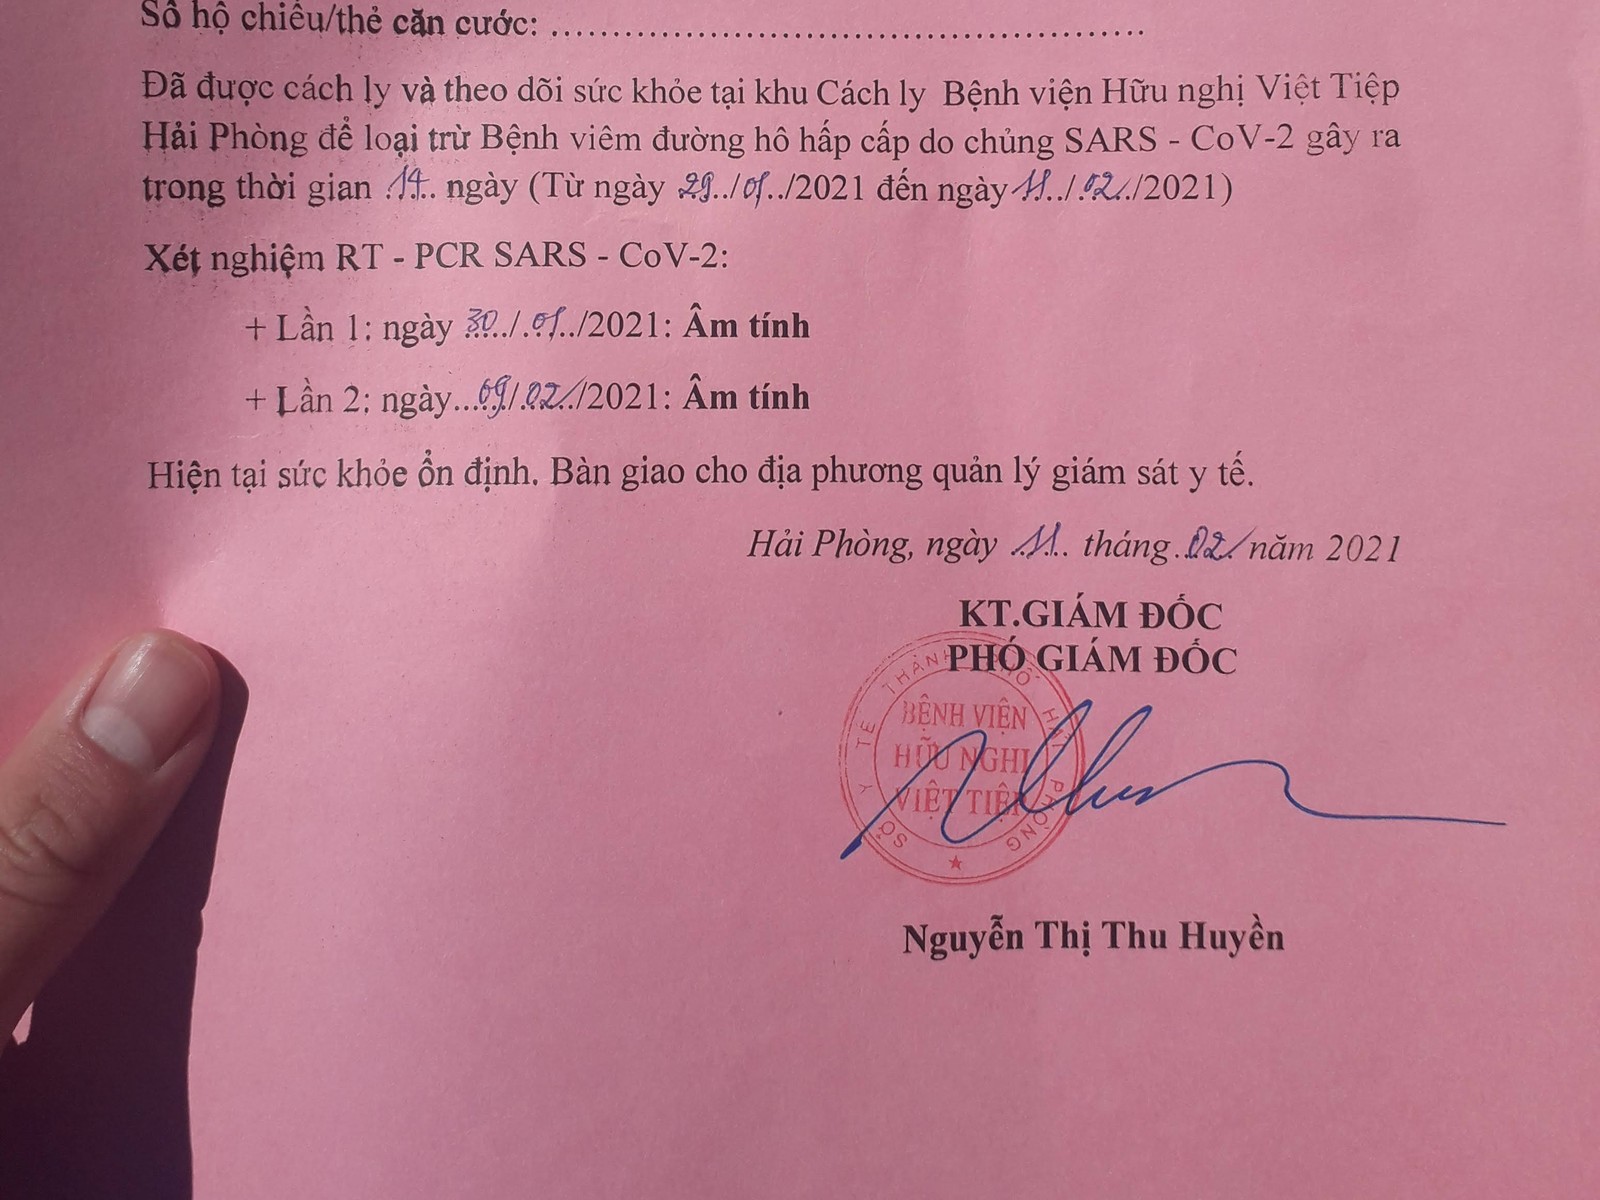 Số hộ chiếu/thẻ căn cước: ................................................
Đã được cách ly và theo dõi sức khỏe tại khu Cách ly Bệnh viện Hữu nghị Việt Tiệp
Hải Phòng để loại trừ Bệnh viêm đường hô hấp cấp do chủng SARS - CoV-2 gây ra
trong thời gian .14.. ngày (Từ ngày 29../01../2021 đến ngày 11../.02../2021)
Xét nghiệm RT - PCR SARS - CoV-2:
+ Lần 1: ngày 30../.01../2021: Âm tính
+ Lần 2: ngày...09/02../2021: Âm tính
Hiện tại sức khỏe ổn định. Bàn giao cho địa phương quản lý giám sát y tế.
Hải Phòng, ngày .11.. tháng.02. năm 2021
KT.GIÁM ĐỐC
PHÓ GIÁM ĐỐC
SỞ Y TẾ THÀNH PHỐ HẢI PHÒNG
BỆNH VIỆN
HỮU NGHỊ
VIỆT TIỆP
Nguyễn Thị Thu Huyền